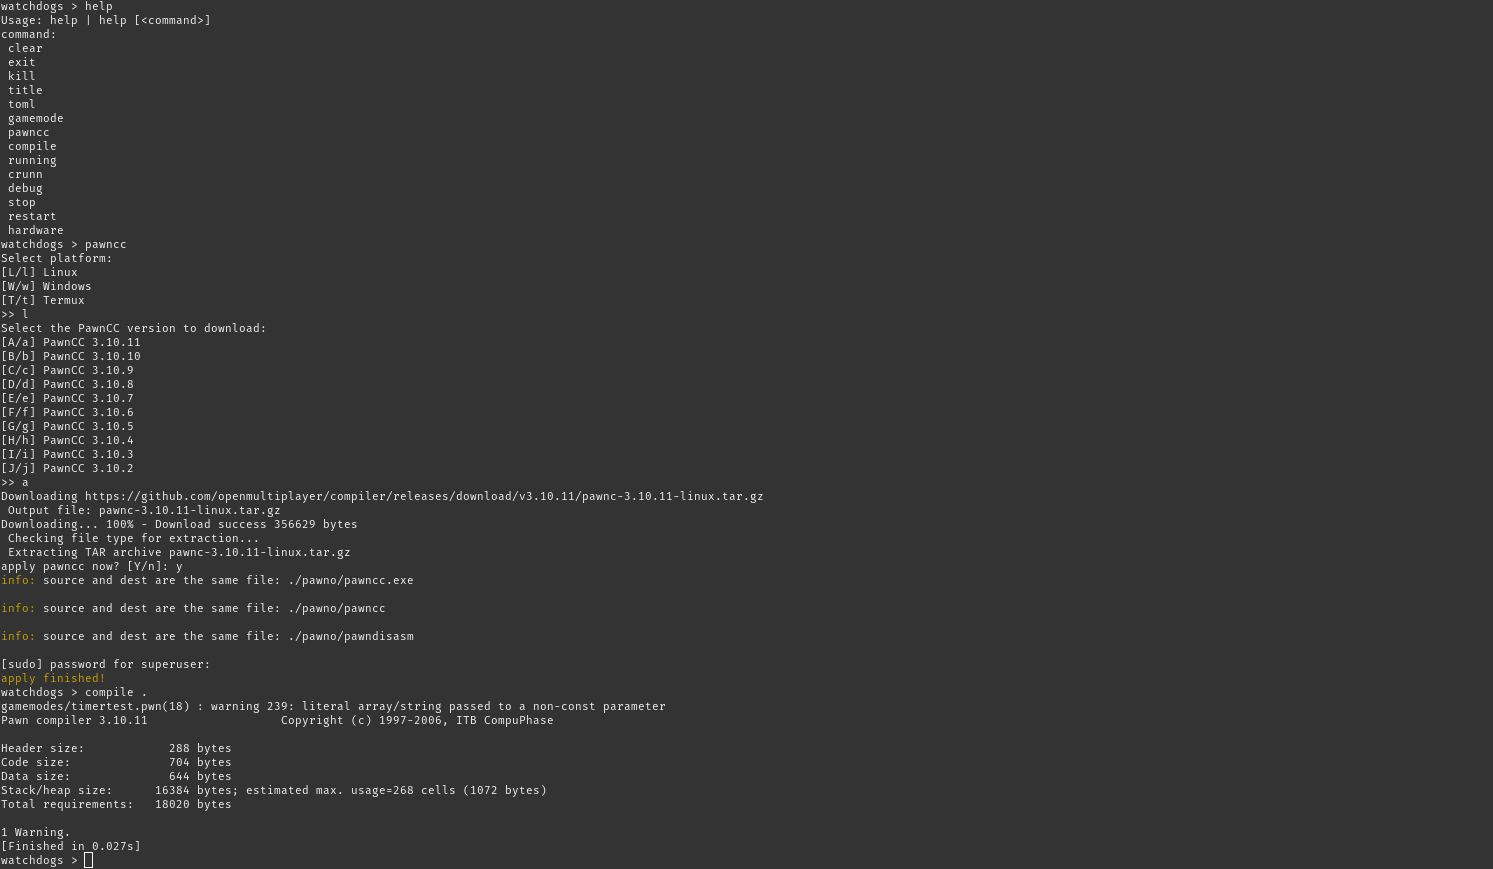 watchdogs > help
Usage: help | help [<command>]
command:
 clear
 exit
 kill
 title
 toml
 gamemode
 pawncc
 compile
 running
 crunn
 debug
 stop
 restart
 hardware
watchdogs > pawncc
Select platform:
[L/l] Linux
[W/w] Windows
[T/t] Termux
>> l
Select the PawnCC version to download:
[A/a] PawnCC 3.10.11
[B/b] PawnCC 3.10.10
[C/c] PawnCC 3.10.9
[D/d] PawnCC 3.10.8
[E/e] PawnCC 3.10.7
[F/f] PawnCC 3.10.6
[G/g] PawnCC 3.10.5
[H/h] PawnCC 3.10.4
[I/i] PawnCC 3.10.3
[J/j] PawnCC 3.10.2
>> a
Downloading https://github.com/openmultiplayer/compiler/releases/download/v3.10.11/pawnc-3.10.11-linux.tar.gz
 Output file: pawnc-3.10.11-linux.tar.gz
Downloading... 100% - Download success 356629 bytes
 Checking file type for extraction...
 Extracting TAR archive pawnc-3.10.11-linux.tar.gz
apply pawncc now? [Y/n]: y
info: source and dest are the same file: ./pawno/pawncc.exe
info: source and dest are the same file: ./pawno/pawncc
info: source and dest are the same file: ./pawno/pawndisasm
[sudo] password for superuser:
apply finished!
watchdogs > compile .
gamemodes/timertest.pwn(18) : warning 239: literal array/string passed to a non-const parameter
Pawn compiler 3.10.11                   Copyright (c) 1997-2006, ITB CompuPhase
Header size:            288 bytes
Code size:              704 bytes
Data size:              644 bytes
Stack/heap size:      16384 bytes; estimated max. usage=268 cells (1072 bytes)
Total requirements:   18020 bytes
1 Warning.
[Finished in 0.027s]
watchdogs >